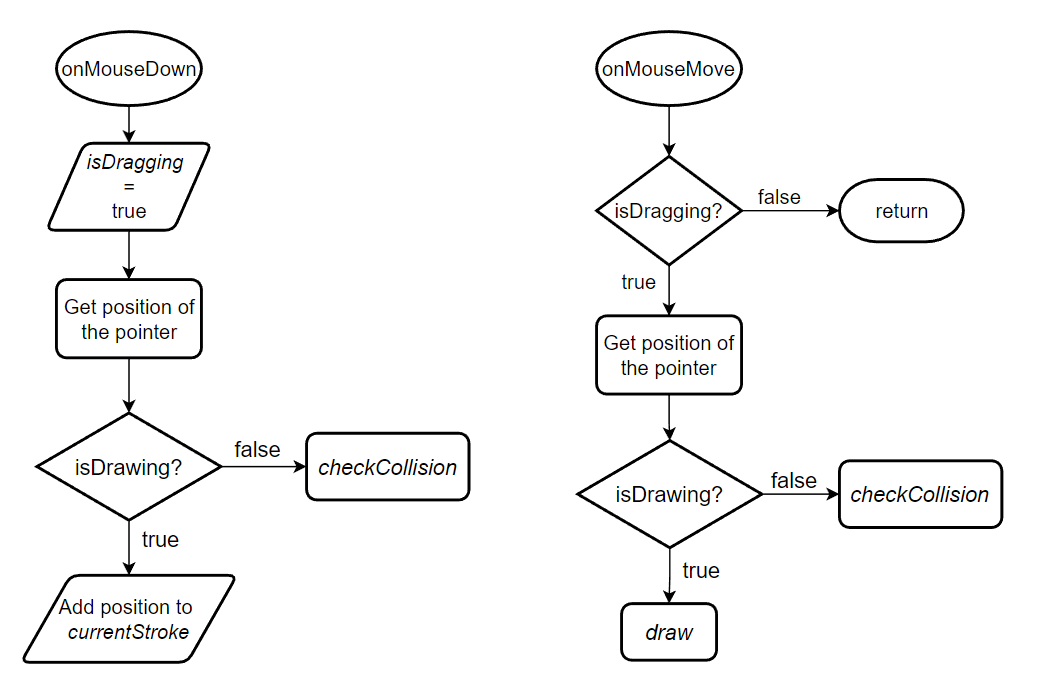 onMouseDown
isDragging
=
true
Get position of
the pointer
isDrawing?
false
checkCollision
true
Add position to
currentStroke
onMouseMove
isDragging?
false
return
true
Get position of
the pointer
isDrawing?
false
checkCollision
true
draw